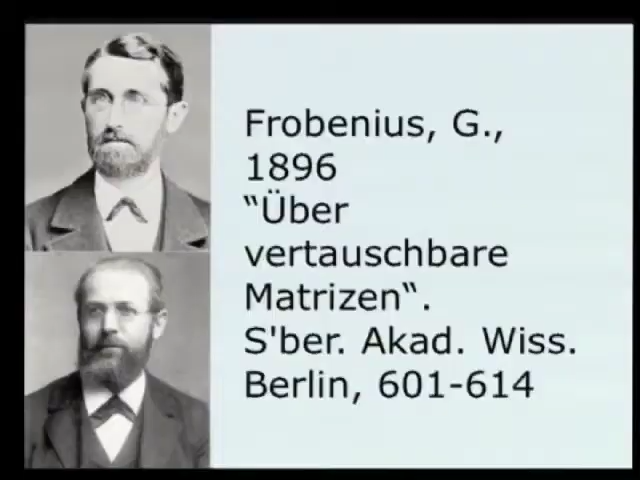 Frobenius, G.,
1896
“Über
vertauschbare
Matrizen“.
S'ber. Akad. Wiss.
Berlin, 601-614